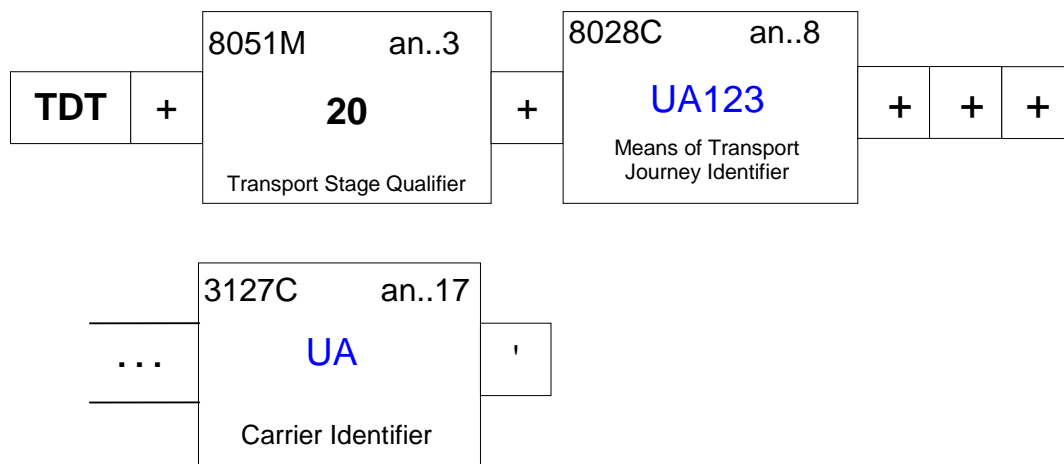 8051M an..3
8028C an..8
TDT + 20 + UA123 + + +
Means of Transport
Journey Identifier
Transport Stage Qualifier
3127C an..17
... UA '
Carrier Identifier